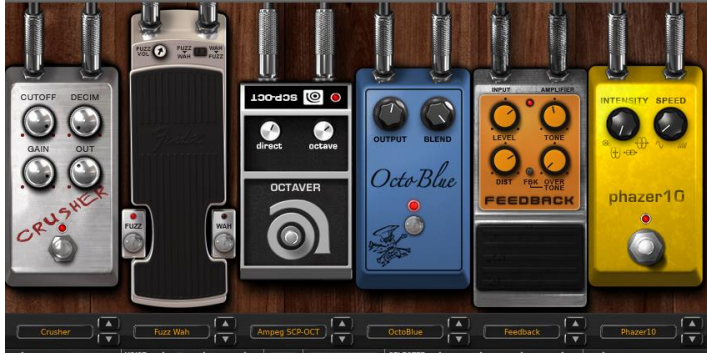 CUTOFF DECIM
GAIN OUT
CRUSHER
FUZZ VOL
FUZZ WAH
WAH FUZZ
Fender
FUZZ
WAH
SCP-OCT
direct octave
OCTAVER
OUTPUT BLEND
OctoBlue
INPUT AMPLIFIER
LEVEL TONE
DIST FBK OVER TONE
FEEDBACK
INTENSITY SPEED
phazer10
Crusher
Fuzz Wah
Ampeg SCP-OCT
OctoBlue
Feedback
Phazer10